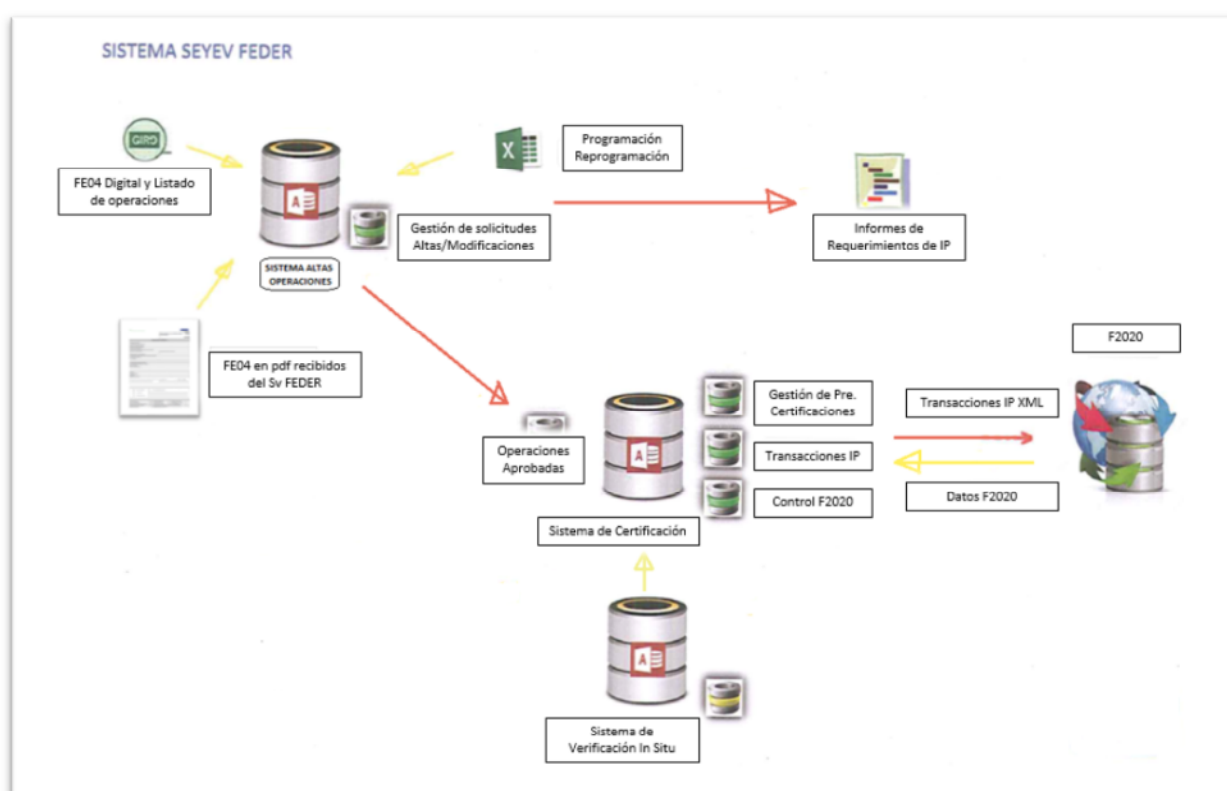 SISTEMA SEYEV FEDER
GIRO
FE04 Digital y Listado
de operaciones
A
X
Programación
Reprogramación
Gestión de solicitudes
Altas/Modificaciones
Informes de
Requerimientos de IP
SISTEMA ALTAS
OPERACIONES
FE04 en pdf recibidos
del Sv FEDER
F2020
Operaciones
Aprobadas
A
Gestión de Pre.
Certificaciones
Transacciones IP
Control F2020
Transacciones IP XML
Datos F2020
Sistema de Certificación
A
Sistema de
Verificación In Situ